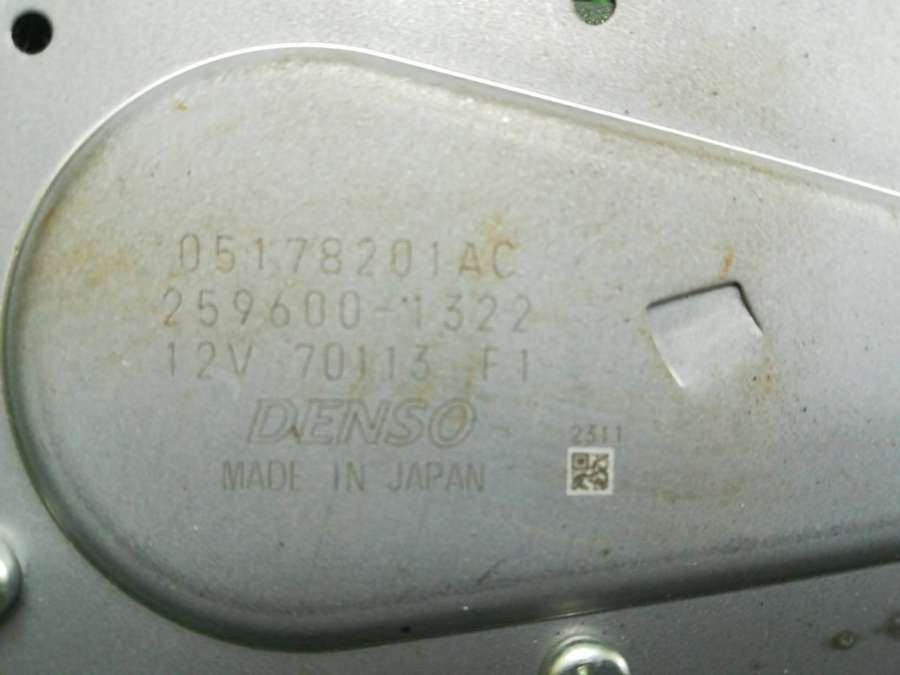 05178201AC
259600-1322
12V 70113 F1
DENSO
2311
MADE IN JAPAN